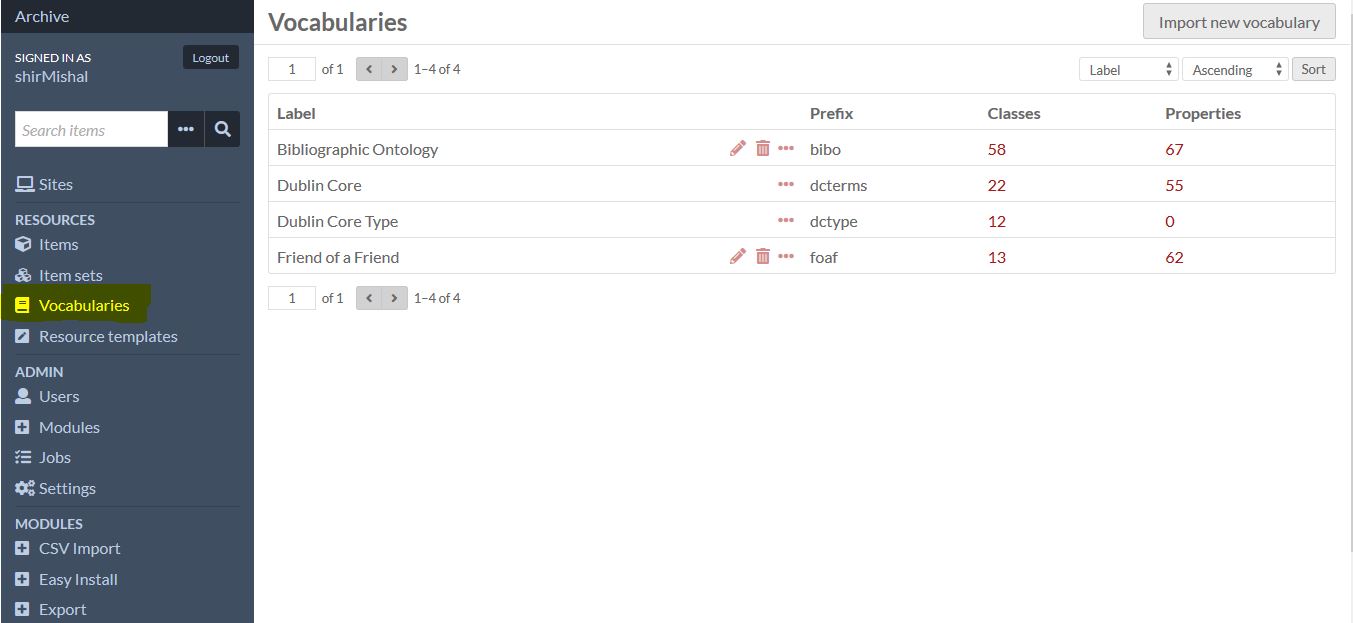 Archive
SIGNED IN AS
shirMishal
Logout
Search items
Sites
RESOURCES
Items
Item sets
Vocabularies
Resource templates
ADMIN
Users
Modules
Jobs
Settings
MODULES
CSV Import
Easy Install
Export
Vocabularies
Import new vocabulary
1 of 1 1–4 of 4
Label Ascending Sort
Label Prefix Classes Properties
Bibliographic Ontology bibo 58 67
Dublin Core dcterms 22 55
Dublin Core Type dctype 12 0
Friend of a Friend foaf 13 62
1 of 1 1–4 of 4